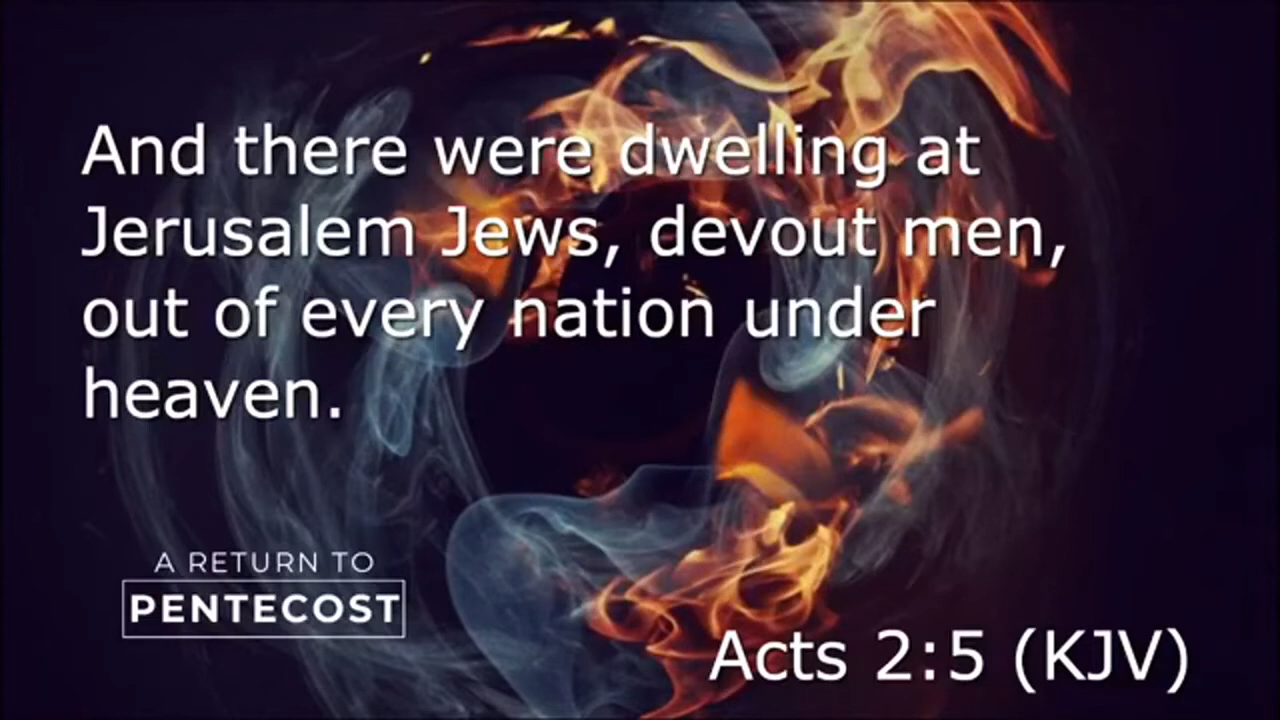 And there were dwelling at
Jerusalem Jews, devout men,
out of every nation under
heaven.
A RETURN TO
PENTECOST
Acts 2:5 (KJV)